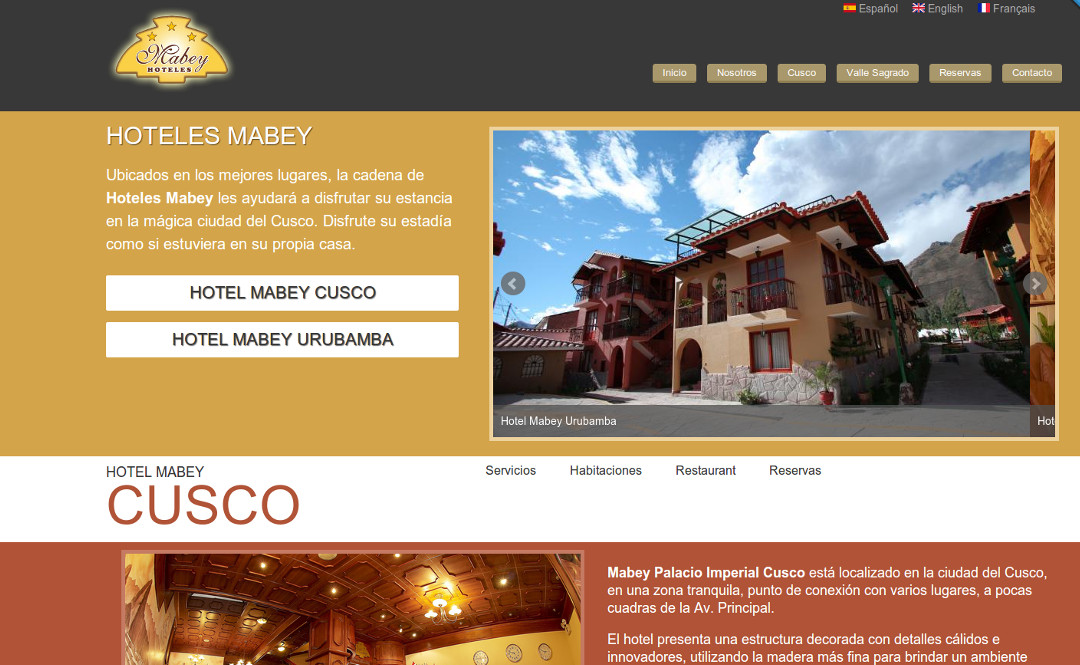 Español English Français
Mabey
HOTELES
Inicio Nosotros Cusco Valle Sagrado Reservas Contacto
HOTELES MABEY
Ubicados en los mejores lugares, la cadena de
Hoteles Mabey les ayudará a disfrutar su estancia
en la mágica ciudad del Cusco. Disfrute su estadía
como si estuviera en su propia casa.
HOTEL MABEY CUSCO
HOTEL MABEY URUBAMBA
Hotel Mabey Urubamba
Hot
HOTEL MABEY
CUSCO
Servicios Habitaciones Restaurant Reservas
Mabey Palacio Imperial Cusco está localizado en la ciudad del Cusco,
en una zona tranquila, punto de conexión con varios lugares, a pocas
cuadras de la Av. Principal.
El hotel presenta una estructura decorada con detalles cálidos e
innovadores, utilizando la madera más fina para brindar un ambiente